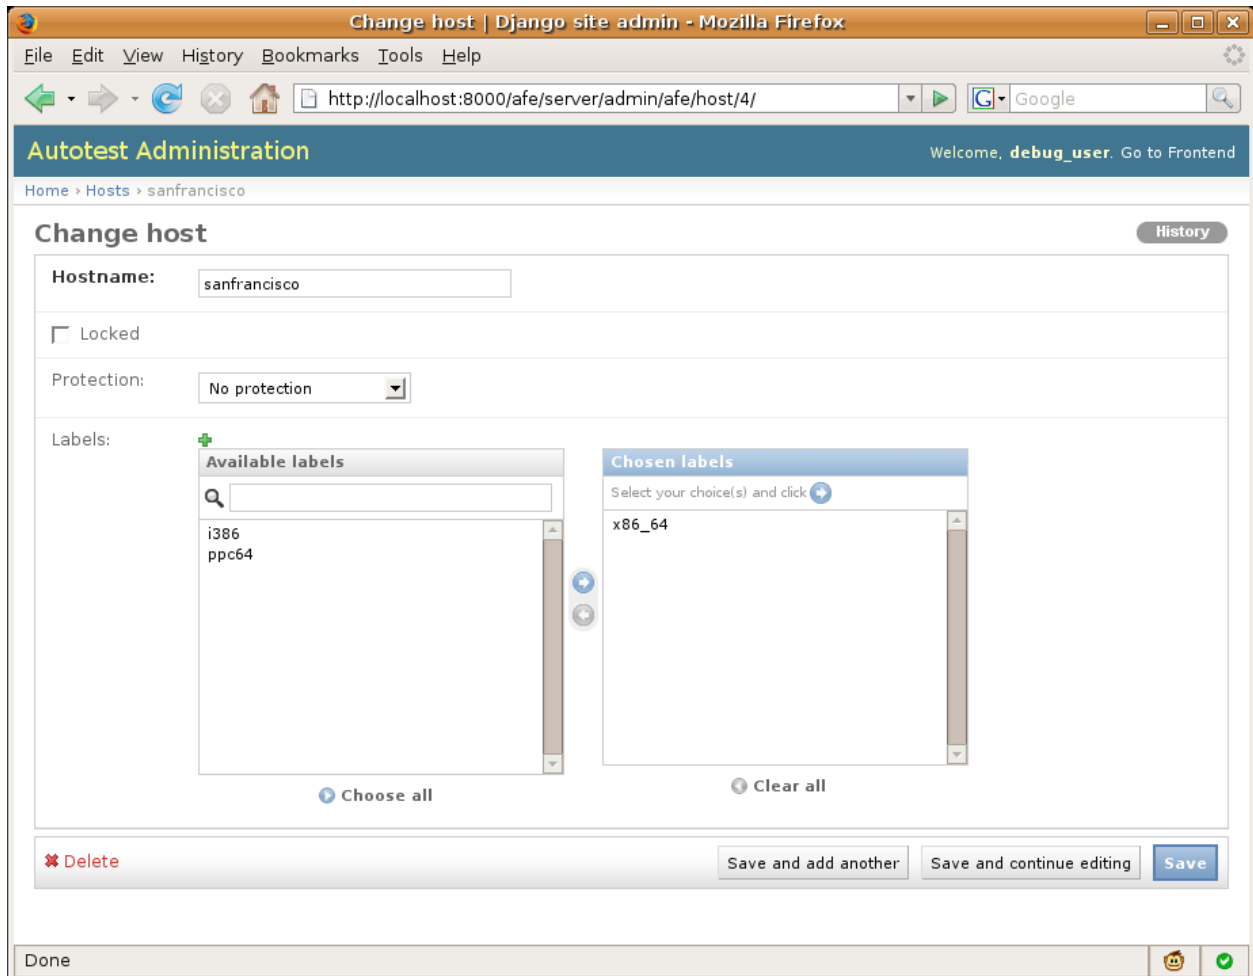 Change host | Django site admin - Mozilla Firefox
File Edit View History Bookmarks Tools Help
http://localhost:8000/afe/server/admin/afe/host/4/ G Google
Autotest Administration Welcome, debug_user. Go to Frontend
Home › Hosts › sanfrancisco
Change host History
Hostname: sanfrancisco
Locked
Protection: No protection
Labels:
Available labels Chosen labels
Select your choice(s) and click
i386 x86_64
ppc64
Choose all Clear all
Delete Save and add another Save and continue editing Save
Done